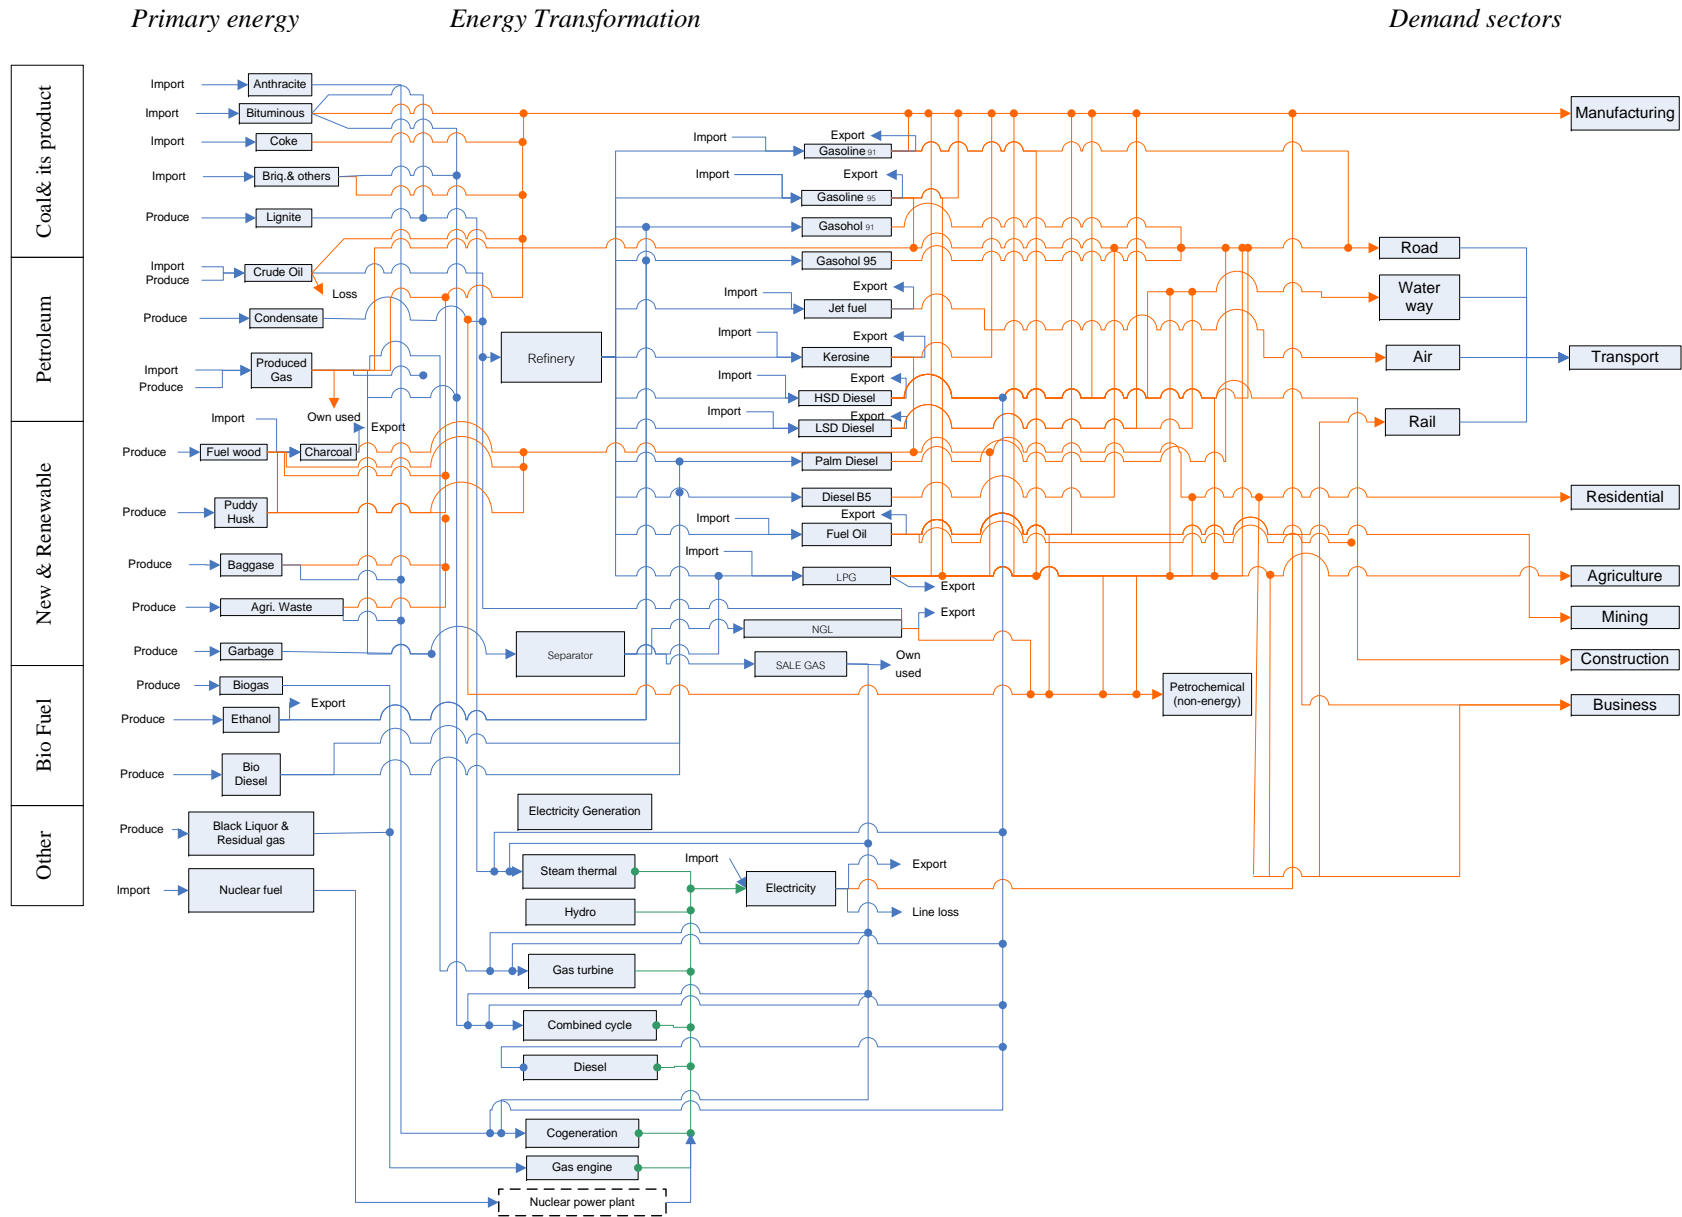 Primary energy
Energy Transformation
Demand sectors
Coal& its product
Petroleum
New & Renewable
Bio Fuel
Other
Import
Anthracite
Import
Bituminous
Import
Coke
Import
Briq.& others
Produce
Lignite
Import
Produce
Crude Oil
Loss
Produce
Condensate
Import
Produce
Produced
Gas
Own used
Import
Export
Produce
Fuel wood
Charcoal
Produce
Puddy
Husk
Produce
Baggase
Produce
Agri. Waste
Produce
Garbage
Produce
Biogas
Export
Produce
Ethanol
Produce
Bio
Diesel
Produce
Black Liquor &
Residual gas
Import
Nuclear fuel
Refinery
Separator
Electricity Generation
Steam thermal
Hydro
Gas turbine
Combined cycle
Diesel
Cogeneration
Gas engine
Nuclear power plant
Import
Export
Gasoline 91
Import
Export
Gasoline 95
Gasohol 91
Gasohol 95
Import
Export
Jet fuel
Import
Export
Kerosine
Import
Export
HSD Diesel
Import
Export
LSD Diesel
Palm Diesel
Diesel B5
Import
Export
Fuel Oil
Import
LPG
Export
Export
NGL
SALE GAS
Own
used
Import
Electricity
Export
Line loss
Petrochemical
(non-energy)
Road
Water
way
Air
Rail
Manufacturing
Transport
Residential
Agriculture
Mining
Construction
Business